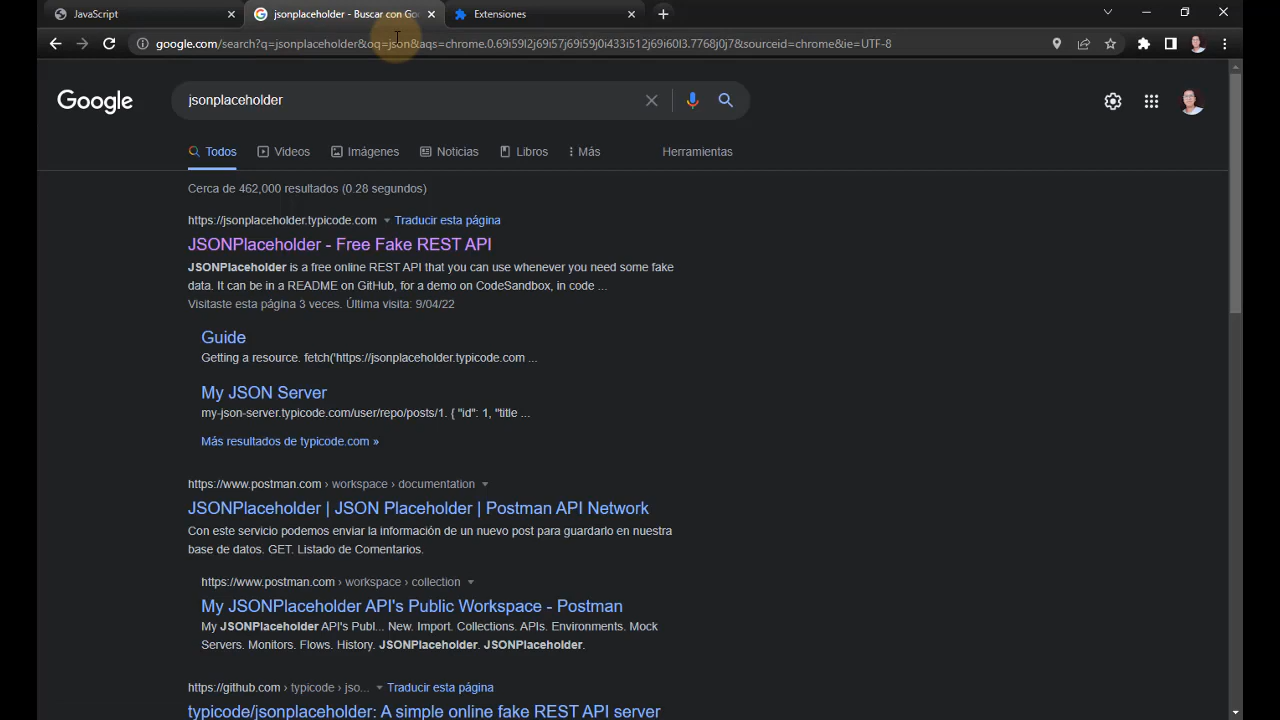 JavaScript
jsonplaceholder - Buscar con Go
Extensiones
google.com/search?q=jsonplaceholder&oq=json&aqs=chrome.0.69i59l2j69i57j69i59j0i433i512j69i60l3.7768j0j7&sourceid=chrome&ie=UTF-8
Google
jsonplaceholder
Todos
Videos
Imágenes
Noticias
Libros
Más
Herramientas
Cerca de 462,000 resultados (0.28 segundos)
https://jsonplaceholder.typicode.com
Traducir esta página
JSONPlaceholder - Free Fake REST API
JSONPlaceholder is a free online REST API that you can use whenever you need some fake
data. It can be in a README on GitHub, for a demo on CodeSandbox, in code ...
Visitaste esta página 3 veces. Última visita: 9/04/22
Guide
Getting a resource. fetch('https://jsonplaceholder.typicode.com ...
My JSON Server
my-json-server.typicode.com/user/repo/posts/1. { "id": 1, "title ...
Más resultados de typicode.com »
https://www.postman.com › workspace › documentation
JSONPlaceholder | JSON Placeholder | Postman API Network
Con este servicio podemos enviar la información de un nuevo post para guardarlo en nuestra
base de datos. GET. Listado de Comentarios.
https://www.postman.com › workspace › collection
My JSONPlaceholder API's Public Workspace - Postman
My JSONPlaceholder API's Publ... New. Import. Collections. APIs. Environments. Mock
Servers. Monitors. Flows. History. JSONPlaceholder. JSONPlaceholder.
https://github.com › typicode › jso...
Traducir esta página
typicode/jsonplaceholder: A simple online fake REST API server